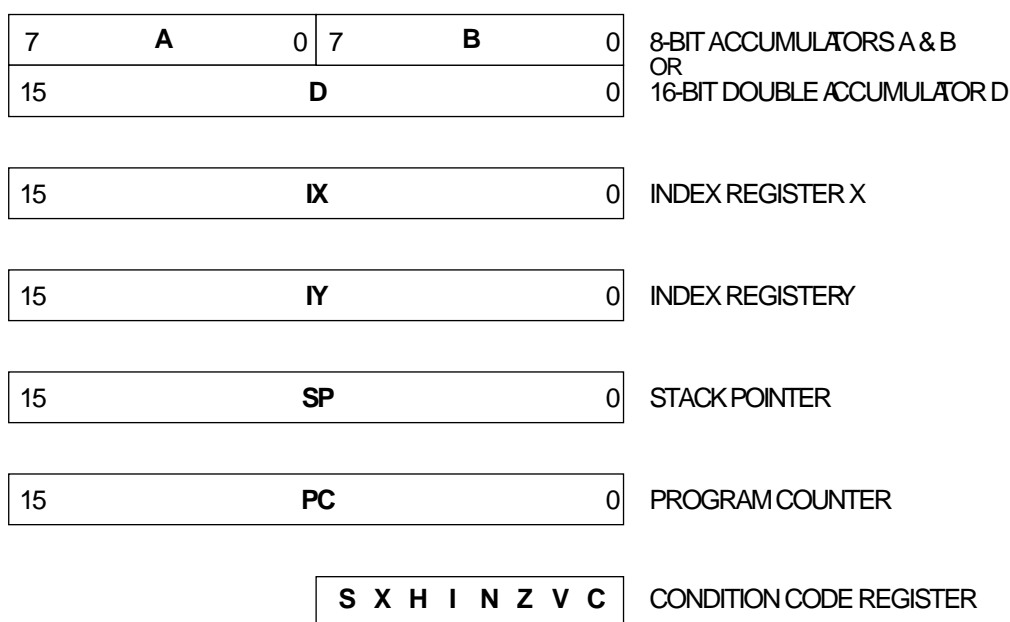 7 A 0 7 B 0 8-BIT ACCUMULATORS A & B
OR
15 D 0 16-BIT DOUBLE ACCUMULATOR D
15 IX 0 INDEX REGISTER X
15 IY 0 INDEX REGISTER Y
15 SP 0 STACK POINTER
15 PC 0 PROGRAM COUNTER
S X H I N Z V C CONDITION CODE REGISTER